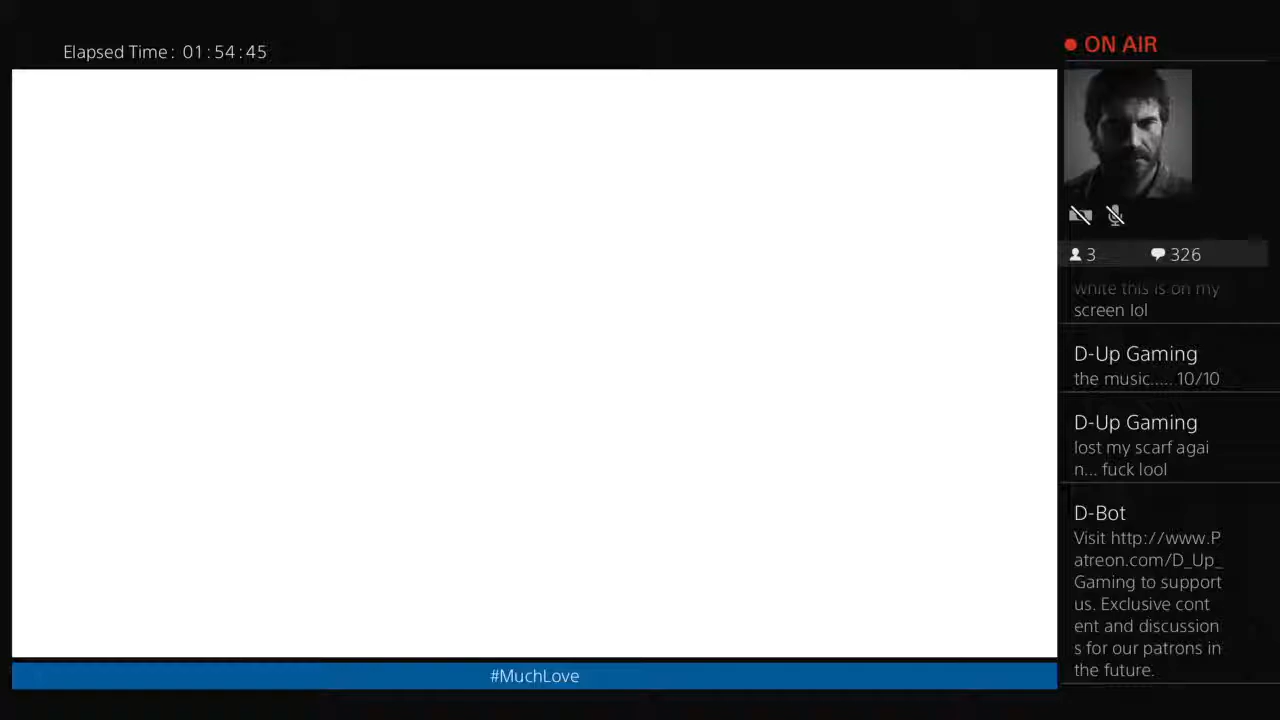 Elapsed Time: 01:54:45
ON AIR
3 326
white this is on my
screen lol
D-Up Gaming
the music..... 10/10
D-Up Gaming
lost my scarf agai
n... fuck lool
D-Bot
Visit http://www.P
atreon.com/D_Up_
Gaming to support
us. Exclusive cont
ent and discussion
s for our patrons in
the future.
#MuchLove